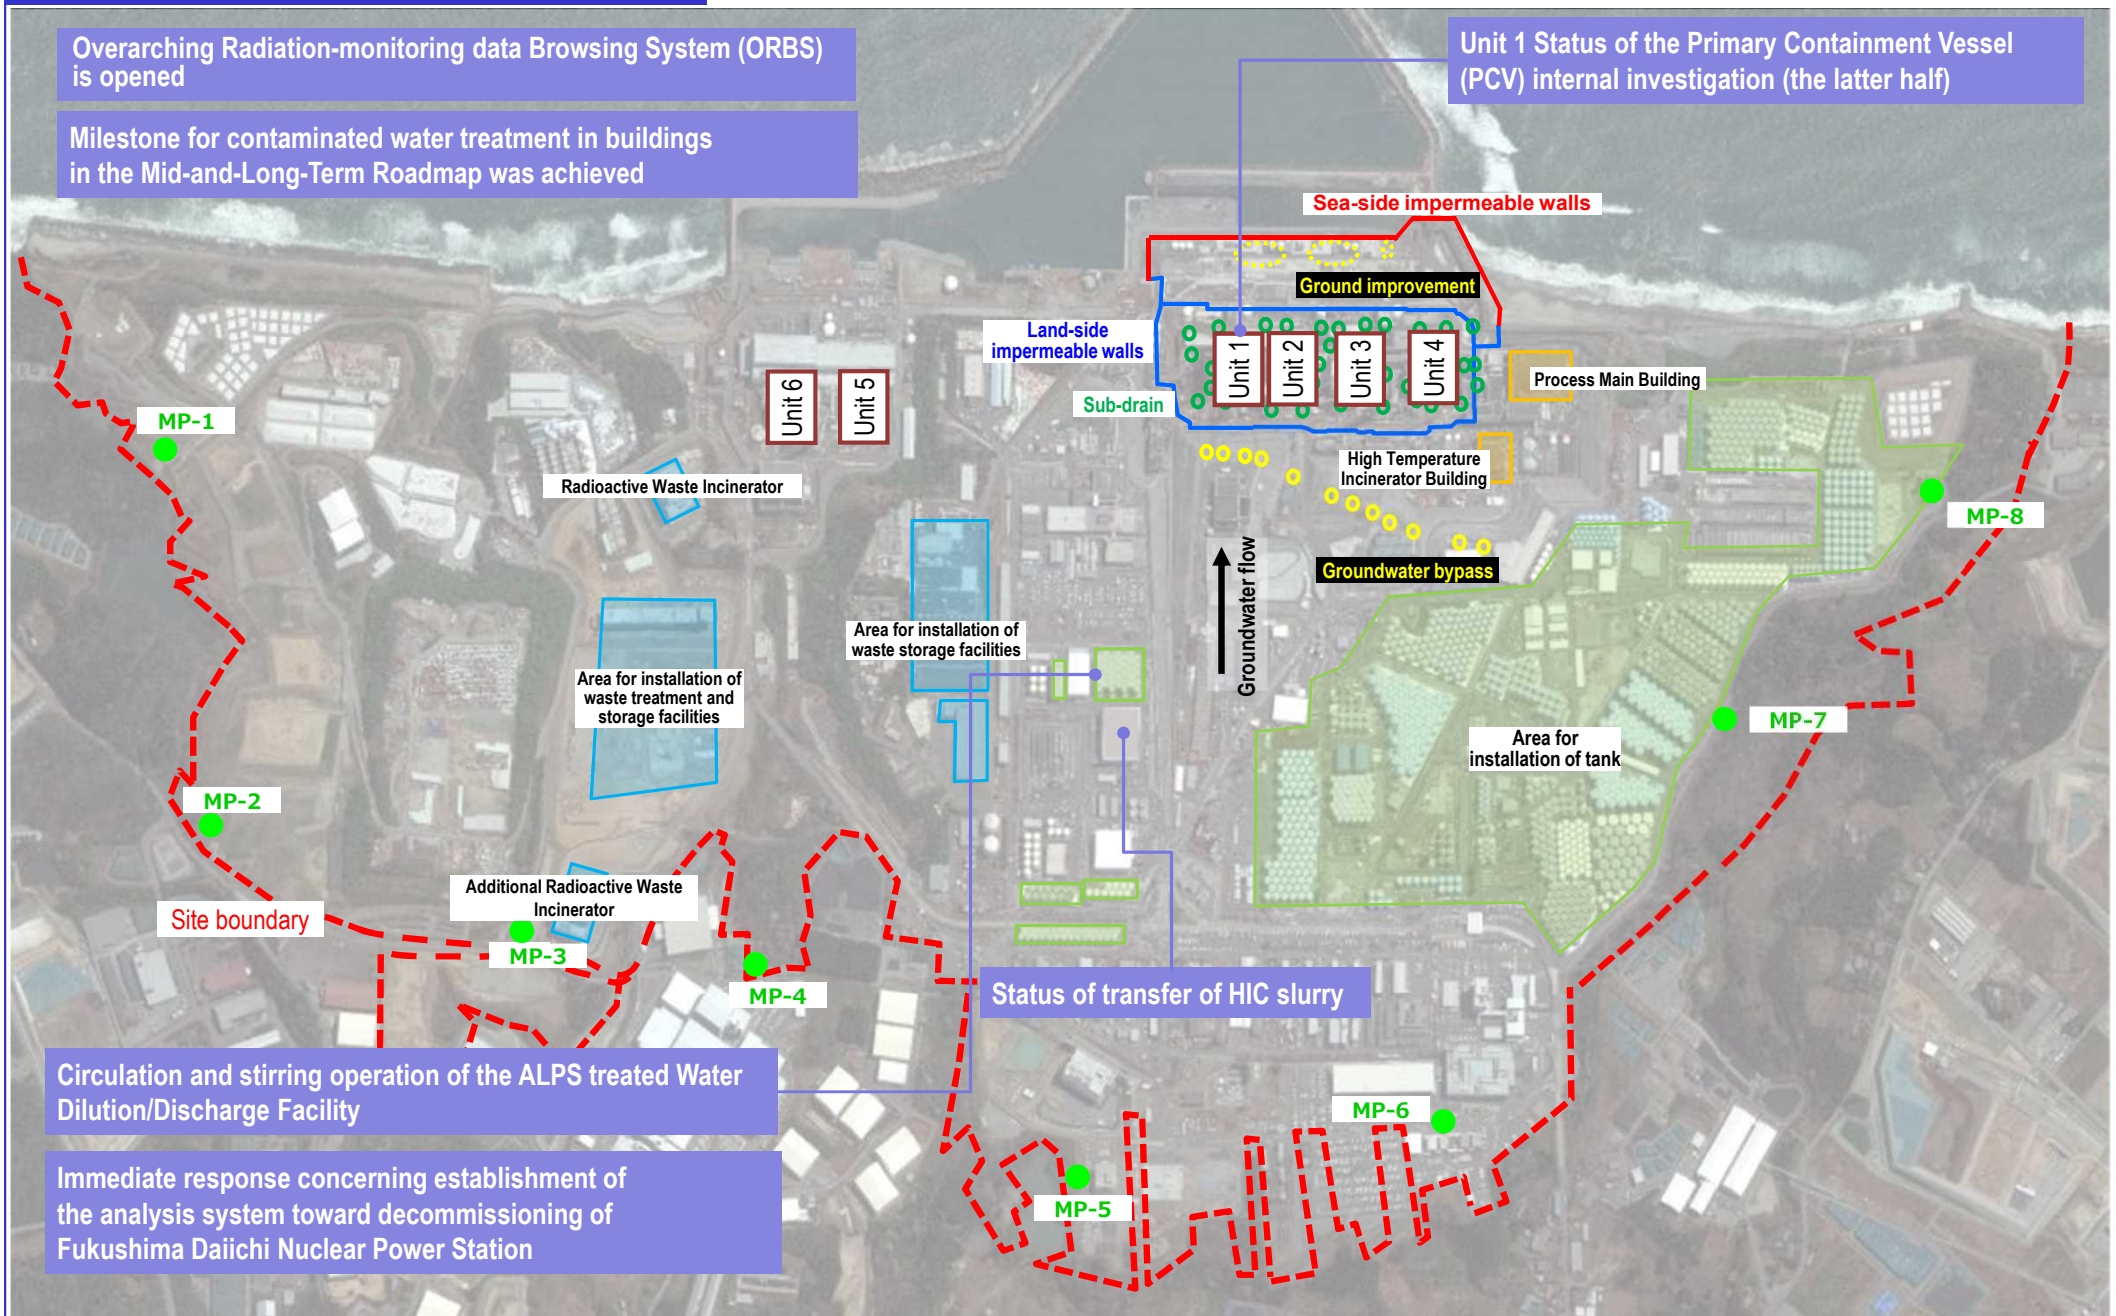 Overarching Radiation-monitoring data Browsing System (ORBS)
is opened
Milestone for contaminated water treatment in buildings
in the Mid-and-Long-Term Roadmap was achieved
Unit 1 Status of the Primary Containment Vessel
(PCV) internal investigation (the latter half)
Sea-side impermeable walls
Ground improvement
Land-side
impermeable walls
Unit 1
Unit 2
Unit 3
Unit 4
Process Main Building
Unit 6
Unit 5
Sub-drain
MP-1
High Temperature
Incinerator Building
Radioactive Waste Incinerator
MP-8
Groundwater bypass
Groundwater flow
Area for installation of
waste storage facilities
Area for installation of
waste treatment and
storage facilities
MP-7
Area for
installation of tank
MP-2
Additional Radioactive Waste
Incinerator
Site boundary
MP-3
MP-4
Status of transfer of HIC slurry
Circulation and stirring operation of the ALPS treated Water
Dilution/Discharge Facility
MP-6
Immediate response concerning establishment of
the analysis system toward decommissioning of
Fukushima Daiichi Nuclear Power Station
MP-5